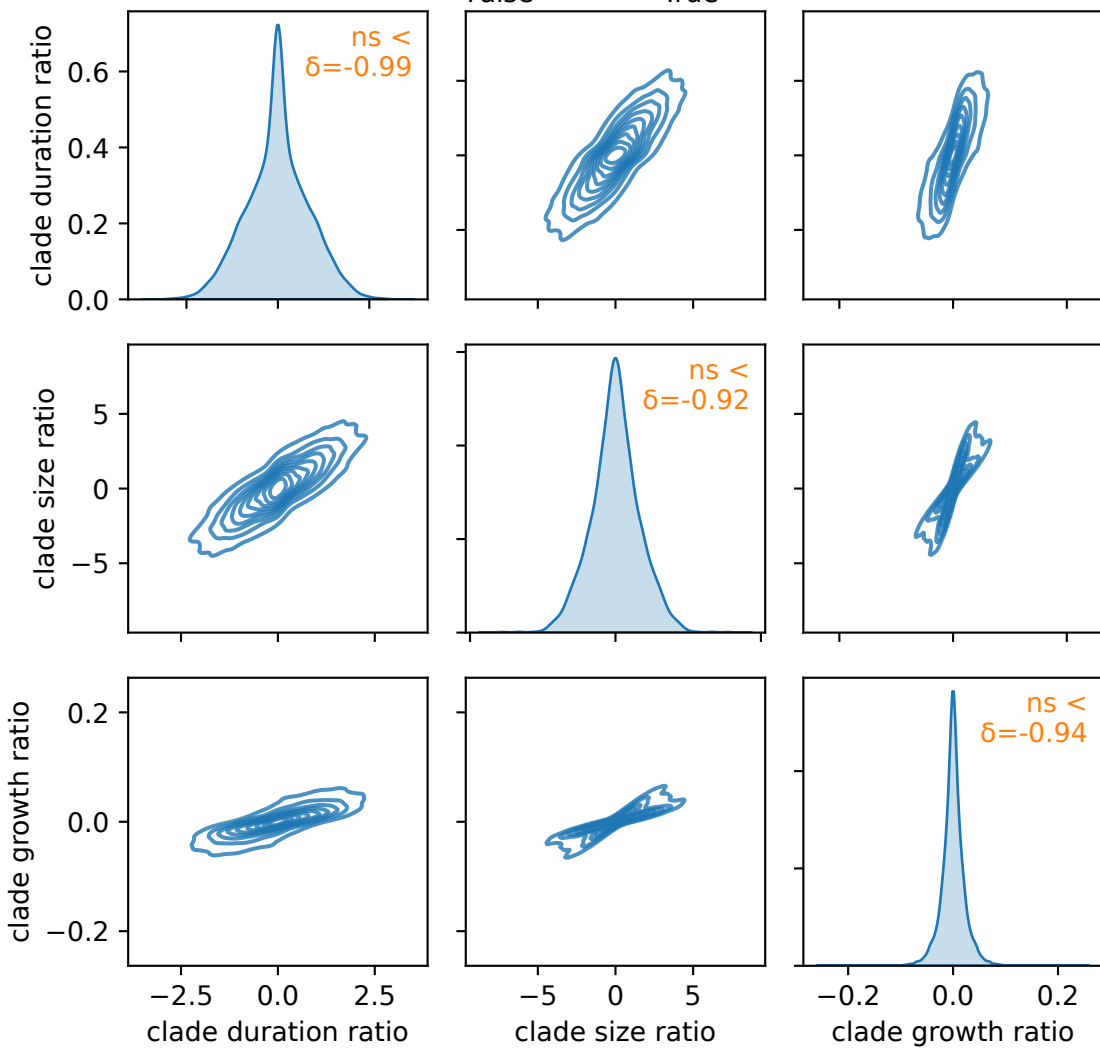 raise True
clade duration ratio
0.6
0.4
0.2
0.0
ns <
δ=-0.99
clade size ratio
5
0
−5
ns <
δ=-0.92
clade growth ratio
0.2
0.0
−0.2
ns <
δ=-0.94
−2.5 0.0 2.5
−5 0 5
−0.2 0.0 0.2
clade duration ratio
clade size ratio
clade growth ratio